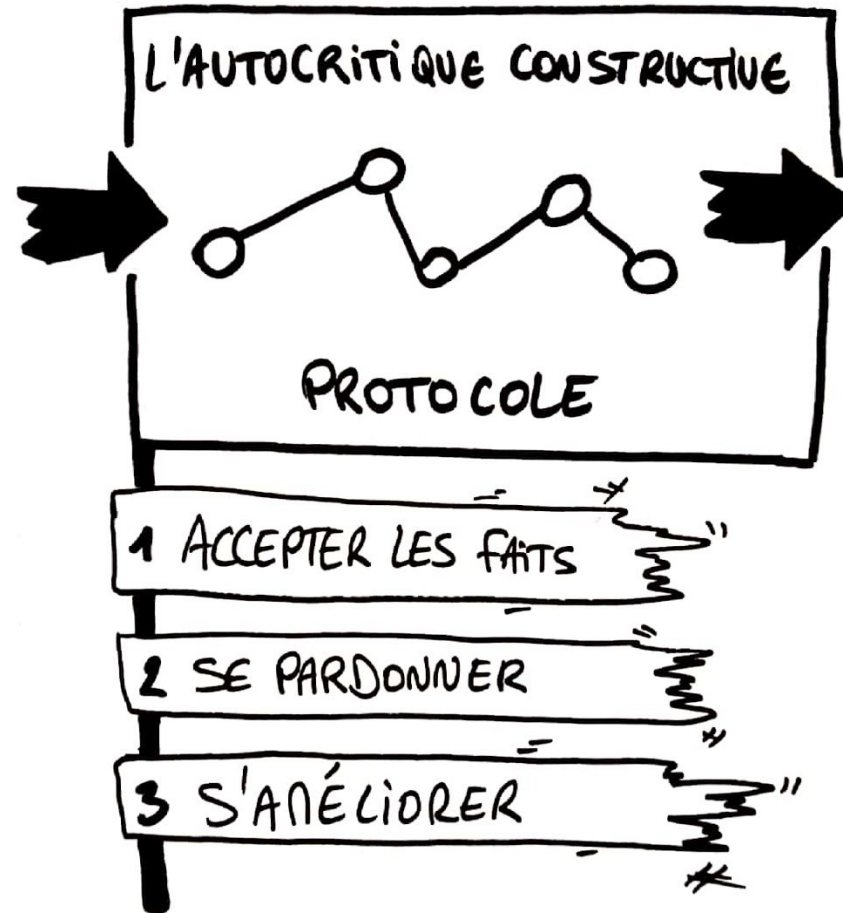 L'AUTOCRITIQUE CONSTRUCTIVE
PROTOCOLE
1 ACCEPTER LES FAITS
2 SE PARDONNER
3 S'AMÉLIORER